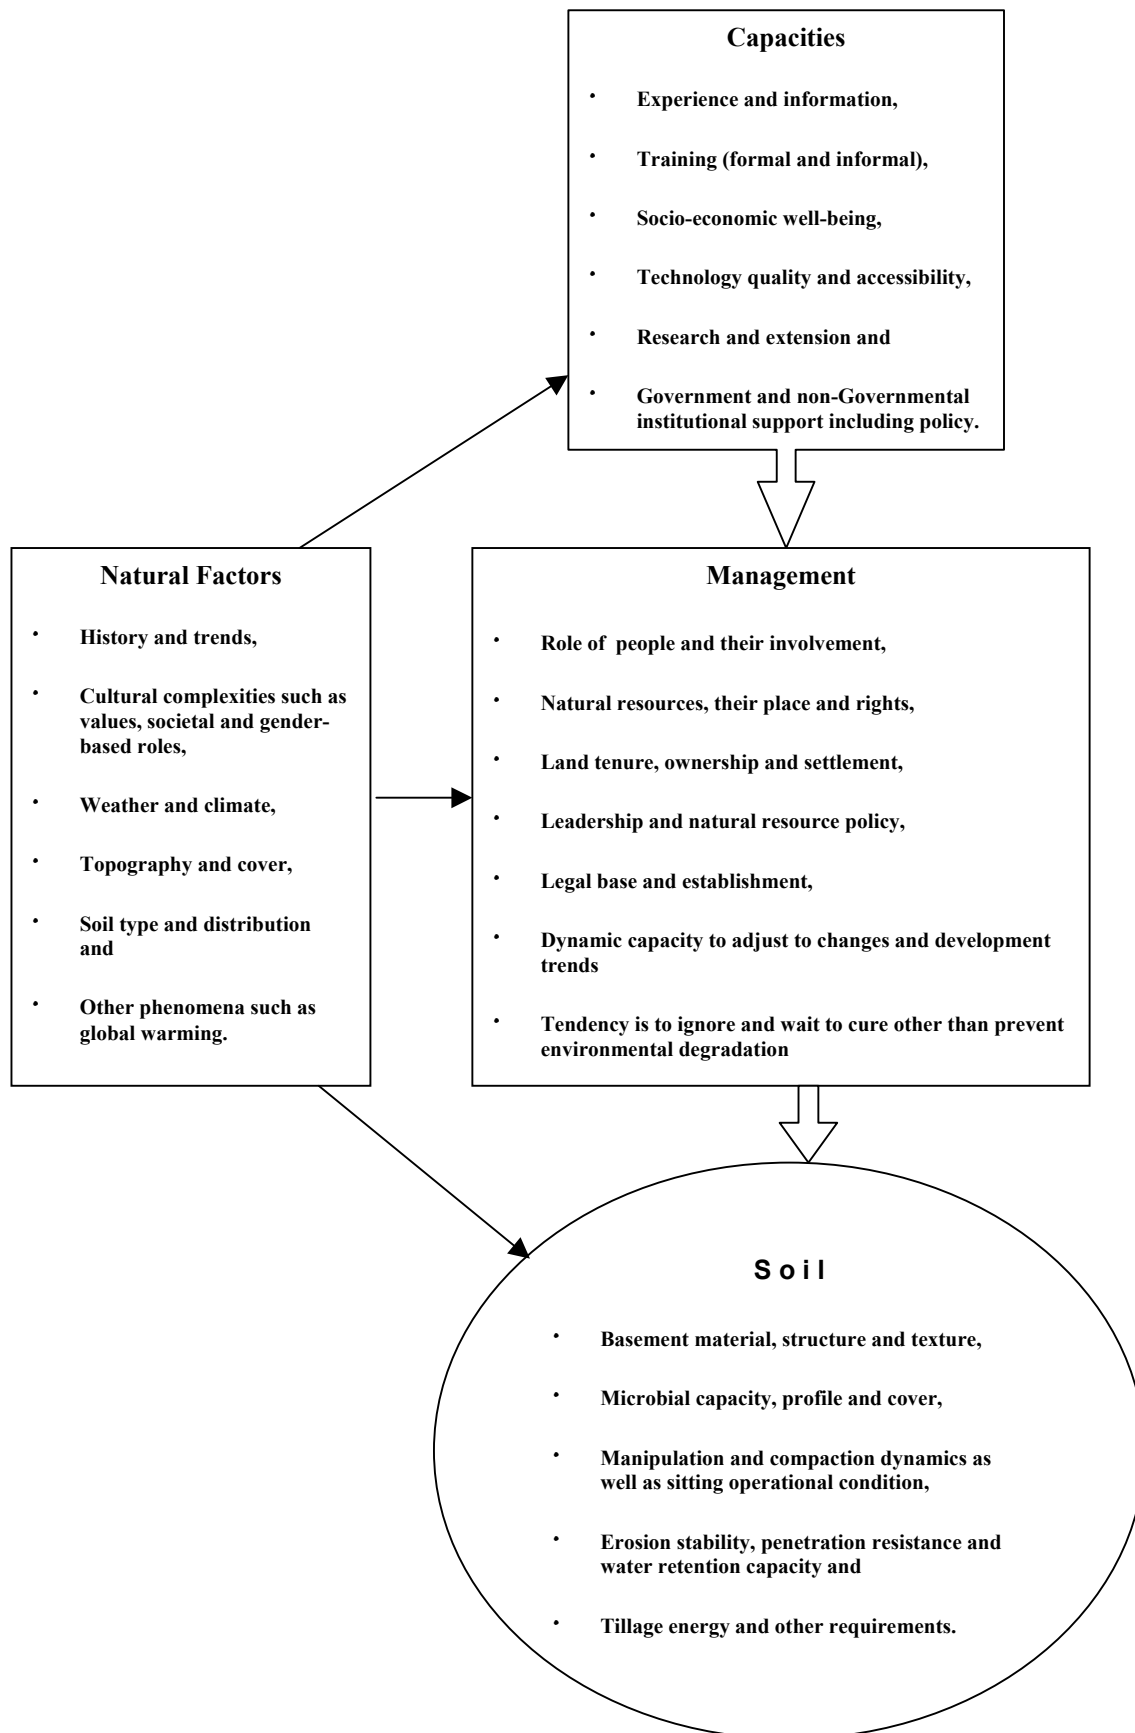 Capacities
· Experience and information,
· Training (formal and informal),
· Socio-economic well-being,
· Technology quality and accessibility,
· Research and extension and
· Government and non-Governmental
institutional support including policy.
Natural Factors
· History and trends,
· Cultural complexities such as
values, societal and gender-
based roles,
· Weather and climate,
· Topography and cover,
· Soil type and distribution
and
· Other phenomena such as
global warming.
Management
· Role of  people and their involvement,
· Natural resources, their place and rights,
· Land tenure, ownership and settlement,
· Leadership and natural resource policy,
· Legal base and establishment,
· Dynamic capacity to adjust to changes and development
trends
· Tendency is to ignore and wait to cure other than prevent
environmental degradation
S o i l
· Basement material, structure and texture,
· Microbial capacity, profile and cover,
· Manipulation and compaction dynamics as
well as sitting operational condition,
· Erosion stability, penetration resistance and
water retention capacity and
· Tillage energy and other requirements.